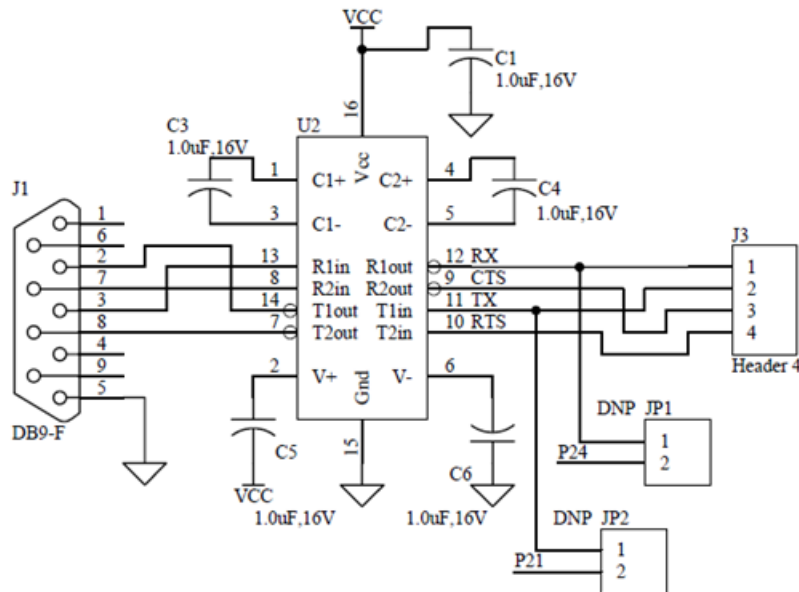 VCC
C1
1.0uF,16V
16
U2
C3
1.0uF,16V
Vcc
1
C1+
C2+
4
C4
1.0uF,16V
3
C1-
C2-
5
J1
1
6
2
7
3
8
4
9
5
DB9-F
13
R1in
R1out
12 RX
8
R2in
R2out
9 CTS
14
T1out
T1in
11 TX
7
T2out
T2in
10 RTS
2
V+
V-
6
Gnd
15
C5
VCC
1.0uF,16V
C6
1.0uF,16V
J3
1
2
3
4
Header 4
DNP JP1
1
2
P24
DNP JP2
1
2
P21